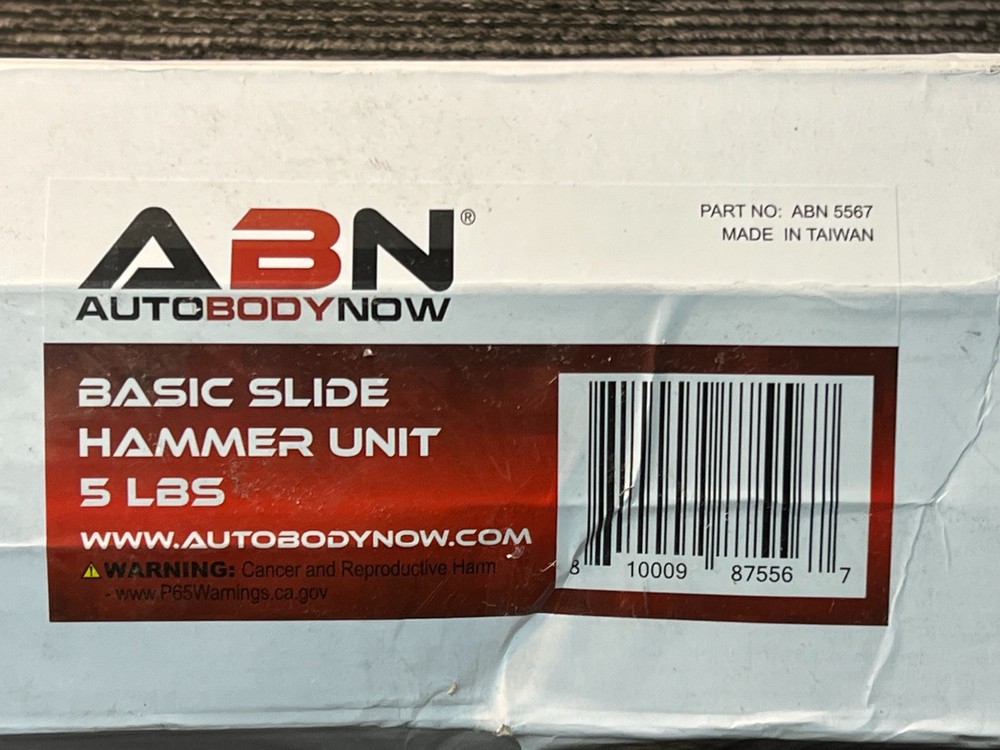 ABN®
AUTOBODYNOW
PART NO: ABN 5567
MADE IN TAIWAN
BASIC SLIDE
HAMMER UNIT
5 LBS
WWW.AUTOBODYNOW.COM
⚠WARNING: Cancer and Reproductive Harm
- www.P65Warnings.ca.gov
8 10009 87556 7